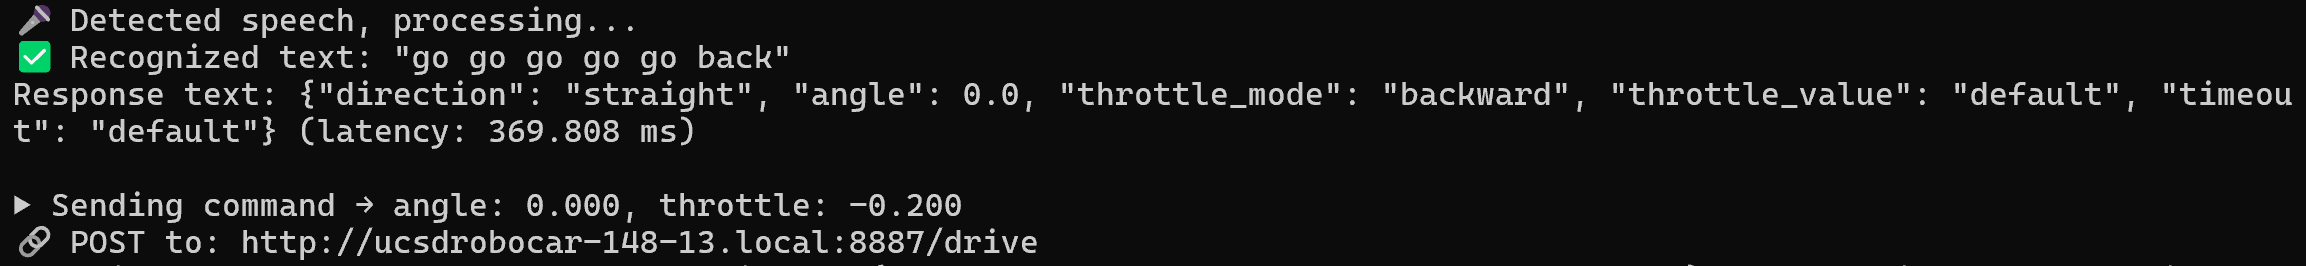 🎤 Detected speech, processing...
✅ Recognized text: "go go go go go back"
Response text: {"direction": "straight", "angle": 0.0, "throttle_mode": "backward", "throttle_value": "default", "timeou
t": "default"} (latency: 369.808 ms)
▶ Sending command → angle: 0.000, throttle: −0.200
🔗 POST to: http://ucsdrobocar-148-13.local:8887/drive